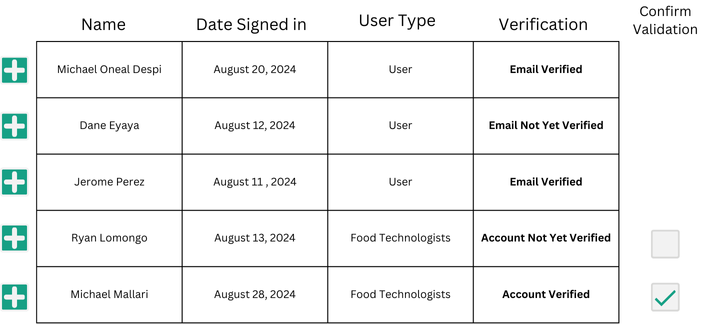 Name Date Signed in User Type Verification Confirm Validation
Michael Oneal Despi August 20, 2024 User Email Verified
Dane Eyaya August 12, 2024 User Email Not Yet Verified
Jerome Perez August 11 , 2024 User Email Verified
Ryan Lomongo August 13, 2024 Food Technologists Account Not Yet Verified
Michael Mallari August 28, 2024 Food Technologists Account Verified